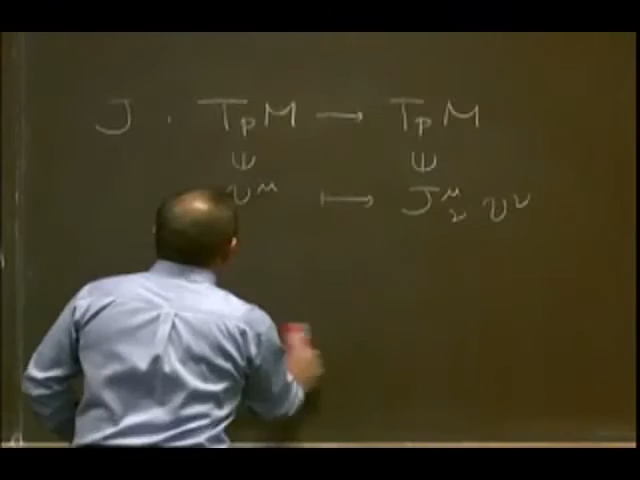 J . TpM → TpM
Ψ Ψ
v^μ ↦ J^μ_ν v^ν